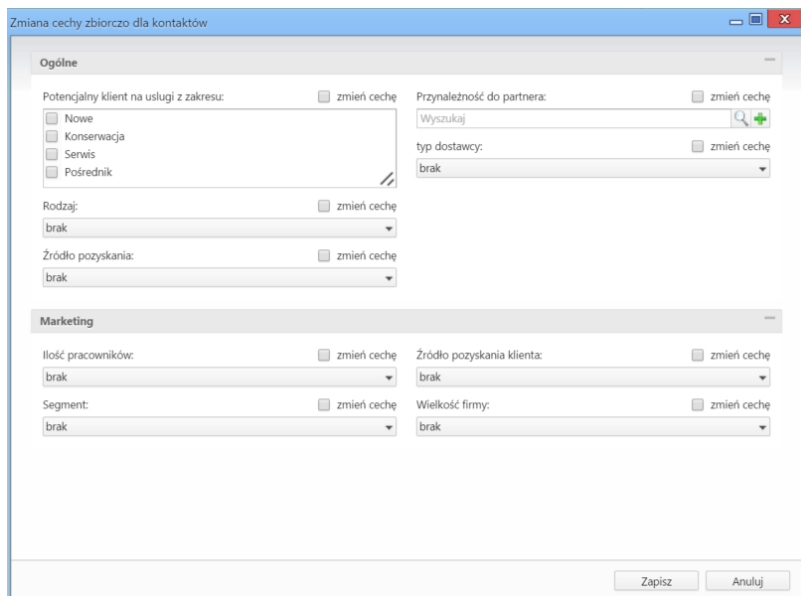 Zmiana cechy zbiorczo dla kontaktów
Ogólne
Potencjalny klient na usługi z zakresu:
zmień cechę
Nowe
Konserwacja
Serwis
Pośrednik
Rodzaj:
zmień cechę
brak
Źródło pozyskania:
zmień cechę
brak
Przynależność do partnera:
zmień cechę
Wyszukaj
typ dostawcy:
zmień cechę
brak
Marketing
Ilość pracowników:
zmień cechę
brak
Segment:
zmień cechę
brak
Źródło pozyskania klienta:
zmień cechę
brak
Wielkość firmy:
zmień cechę
brak
Zapisz
Anuluj